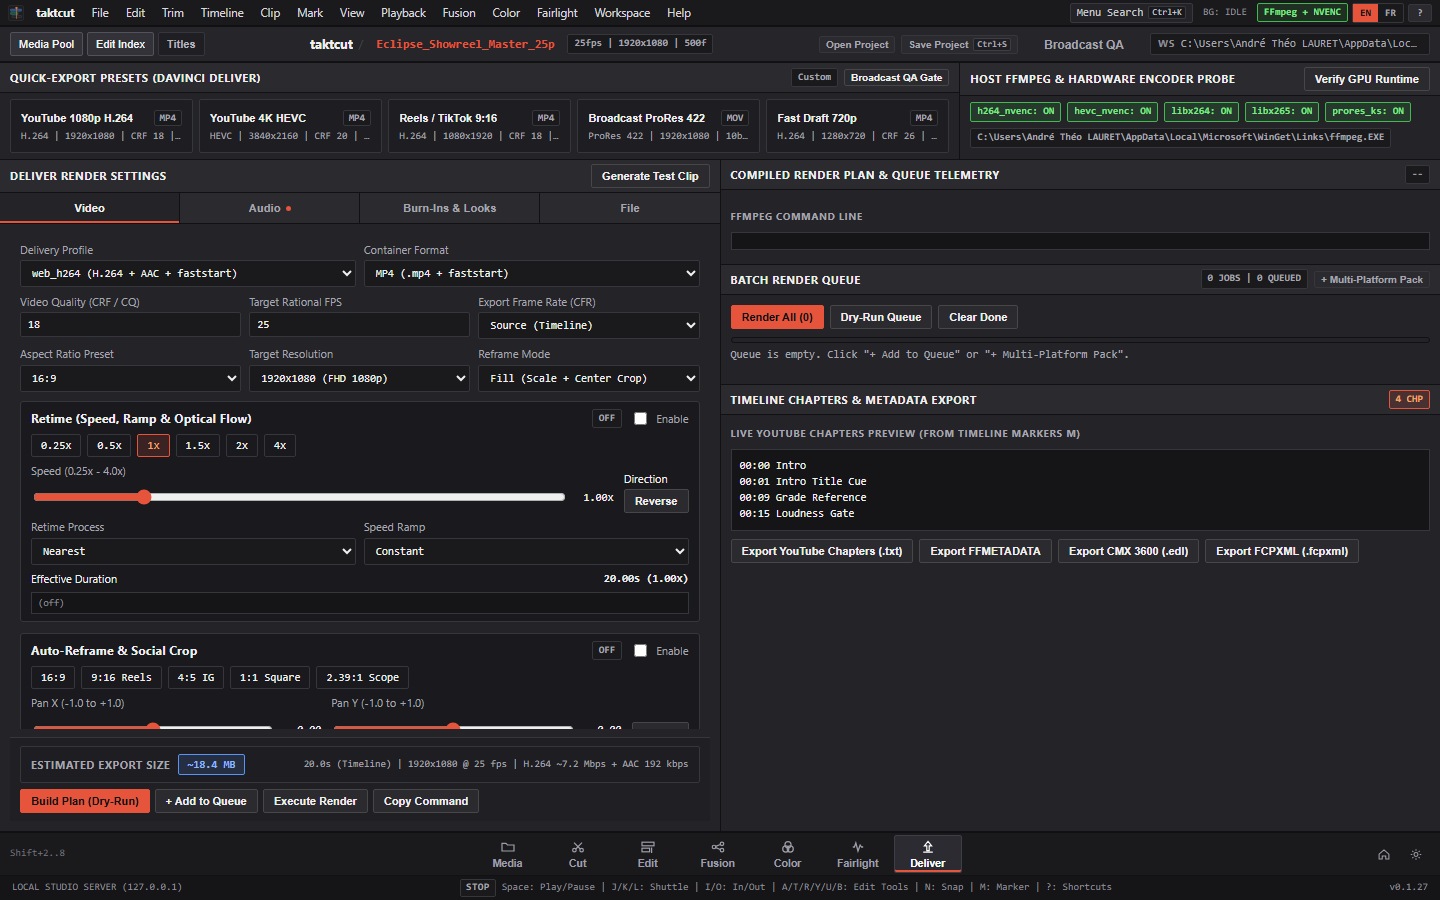 taktcut File Edit Trim Timeline Clip Mark View Playback Fusion Color Fairlight Workspace Help Menu Search Ctrl+K BG: IDLE FFmpeg + NVENC EN FR ?
Media Pool Edit Index Titles taktcut / Eclipse_Showreel_Master_25p 25fps | 1920x1080 | 500f Open Project Save Project Ctrl+S Broadcast QA WS C:\Users\André Théo LAURET\AppData\Loc...
QUICK-EXPORT PRESETS (DAVINCI DELIVER) Custom Broadcast QA Gate
YouTube 1080p H.264 MP4
H.264 | 1920x1080 | CRF 18 |...
YouTube 4K HEVC MP4
HEVC | 3840x2160 | CRF 20 | ...
Reels / TikTok 9:16 MP4
H.264 | 1080x1920 | CRF 18 |...
Broadcast ProRes 422 MOV
ProRes 422 | 1920x1080 | 10b...
Fast Draft 720p MP4
H.264 | 1280x720 | CRF 26 | ...
HOST FFMPEG & HARDWARE ENCODER PROBE Verify GPU Runtime
h264_nvenc: ON hevc_nvenc: ON libx264: ON libx265: ON prores_ks: ON
C:\Users\André Théo LAURET\AppData\Local\Microsoft\WinGet\Links\ffmpeg.EXE
DELIVER RENDER SETTINGS Generate Test Clip
Video Audio Burn-Ins & Looks File
Delivery Profile Container Format
web_h264 (H.264 + AAC + faststart) MP4 (.mp4 + faststart)
Video Quality (CRF / CQ) Target Rational FPS Export Frame Rate (CFR)
18 25 Source (Timeline)
Aspect Ratio Preset Target Resolution Reframe Mode
16:9 1920x1080 (FHD 1080p) Fill (Scale + Center Crop)
Retime (Speed, Ramp & Optical Flow) OFF Enable
0.25x 0.5x 1x 1.5x 2x 4x
Speed (0.25x - 4.0x) Direction
1.00x Reverse
Retime Process Speed Ramp
Nearest Constant
Effective Duration 20.00s (1.00x)
(off)
Auto-Reframe & Social Crop OFF Enable
16:9 9:16 Reels 4:5 IG 1:1 Square 2.39:1 Scope
Pan X (-1.0 to +1.0) Pan Y (-1.0 to +1.0)
0.00 0.00
ESTIMATED EXPORT SIZE ~18.4 MB 20.0s (Timeline) | 1920x1080 @ 25 fps | H.264 ~7.2 Mbps + AAC 192 kbps
Build Plan (Dry-Run) + Add to Queue Execute Render Copy Command
COMPILED RENDER PLAN & QUEUE TELEMETRY --
FFMPEG COMMAND LINE
BATCH RENDER QUEUE 0 JOBS | 0 QUEUED + Multi-Platform Pack
Render All (0) Dry-Run Queue Clear Done
Queue is empty. Click "+ Add to Queue" or "+ Multi-Platform Pack".
TIMELINE CHAPTERS & METADATA EXPORT 4 CHP
LIVE YOUTUBE CHAPTERS PREVIEW (FROM TIMELINE MARKERS M)
00:00 Intro
00:01 Intro Title Cue
00:09 Grade Reference
00:15 Loudness Gate
Export YouTube Chapters (.txt) Export FFMETADATA Export CMX 3600 (.edl) Export FCPXML (.fcpxml)
Shift+2..8 Media Cut Edit Fusion Color Fairlight Deliver
LOCAL STUDIO SERVER (127.0.0.1) STOP Space: Play/Pause | J/K/L: Shuttle | I/O: In/Out | A/T/R/Y/U/B: Edit Tools | N: Snap | M: Marker | ?: Shortcuts v0.1.27